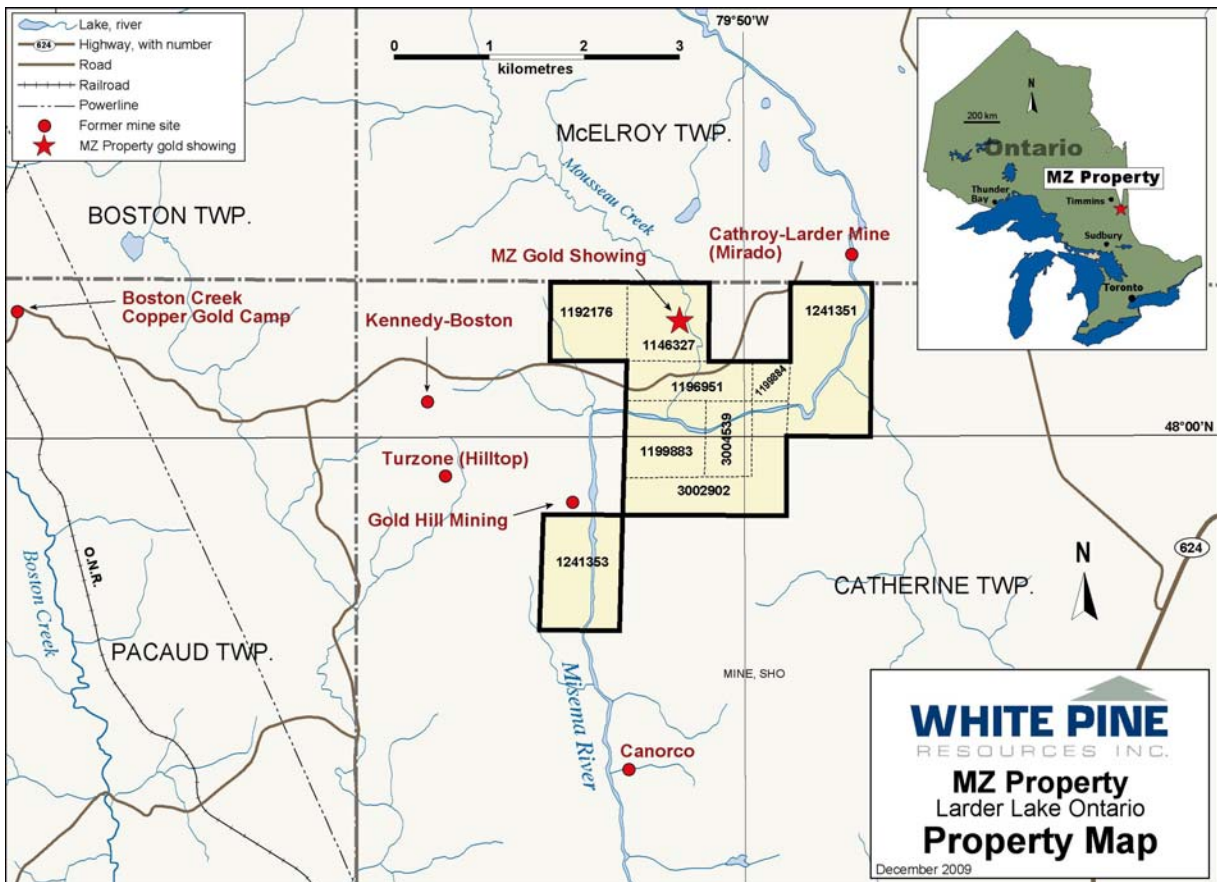 Lake, river
624
Highway, with number
Road
Railroad
Powerline
Former mine site
MZ Property gold showing
0 1 2 3
kilometres
79°50'W
McELROY TWP.
Mousseau Creek
BOSTON TWP.
MZ Gold Showing
Cathroy-Larder Mine
(Mirado)
Boston Creek
Copper Gold Camp
Kennedy-Boston
1192176
1146327
1241351
1196951
1199884
48°00'N
1199883
3004539
3002902
Turzone (Hilltop)
Gold Hill Mining
1241353
O.N.R.
Boston Creek
PACAUD TWP.
CATHERINE TWP.
N
624
MINE, SHO
Misema River
Canorco
N
200 km
Ontario
MZ Property
Thunder
Bay
Timmins
Sudbury
Toronto
WHITE PINE
RESOURCES INC.
MZ Property
Larder Lake Ontario
Property Map
December 2009